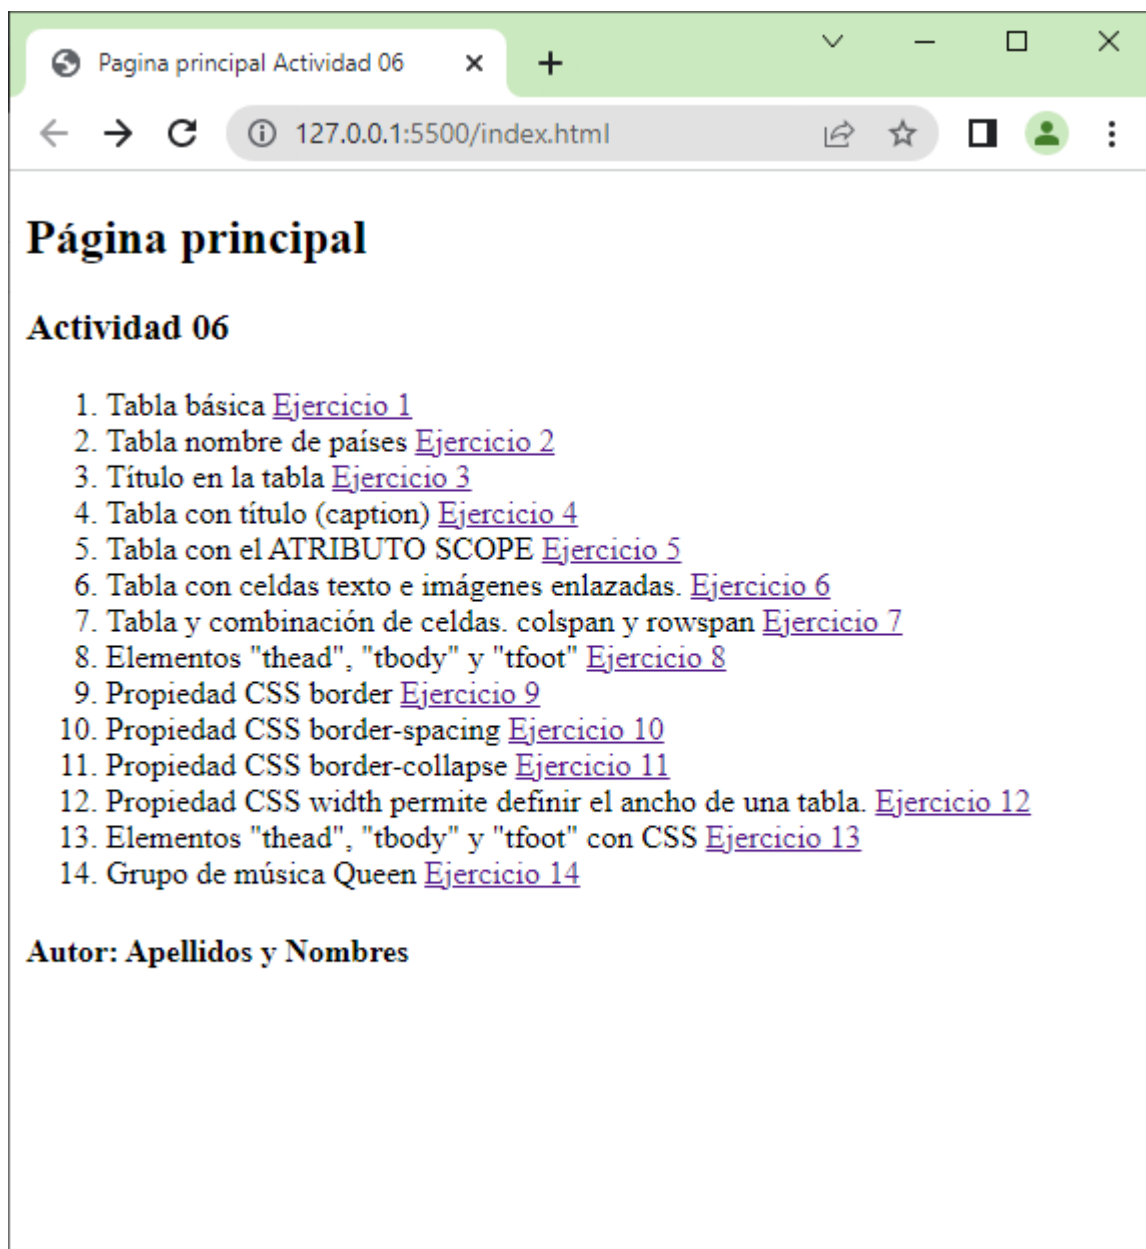 Pagina principal Actividad 06
127.0.0.1:5500/index.html
Página principal
Actividad 06
1. Tabla básica Ejercicio 1
2. Tabla nombre de países Ejercicio 2
3. Título en la tabla Ejercicio 3
4. Tabla con título (caption) Ejercicio 4
5. Tabla con el ATRIBUTO SCOPE Ejercicio 5
6. Tabla con celdas texto e imágenes enlazadas. Ejercicio 6
7. Tabla y combinación de celdas. colspan y rowspan Ejercicio 7
8. Elementos "thead", "tbody" y "tfoot" Ejercicio 8
9. Propiedad CSS border Ejercicio 9
10. Propiedad CSS border-spacing Ejercicio 10
11. Propiedad CSS border-collapse Ejercicio 11
12. Propiedad CSS width permite definir el ancho de una tabla. Ejercicio 12
13. Elementos "thead", "tbody" y "tfoot" con CSS Ejercicio 13
14. Grupo de música Queen Ejercicio 14
Autor: Apellidos y Nombres